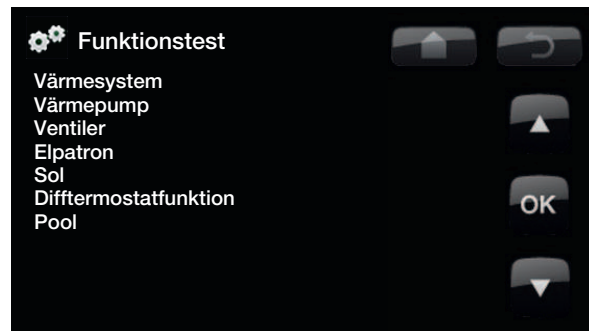 Funktionstest
Värmesystem
Värmepump
Ventiler
Elpatron
Sol
Difftermostatfunktion
Pool
OK